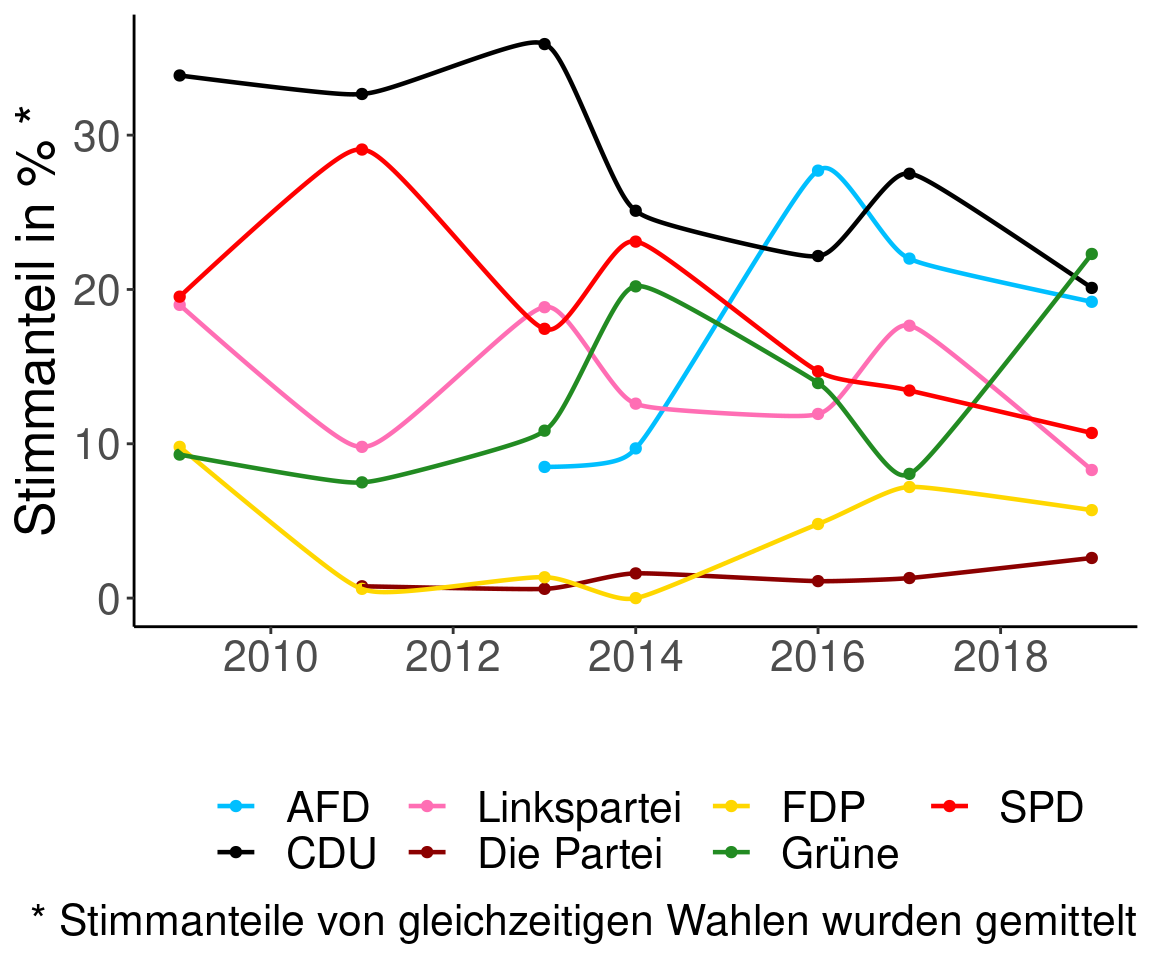 Stimmanteil in % *
30
20
10
0
2010 2012 2014 2016 2018
AFD Linkspartei FDP SPD
CDU Die Partei Grüne
* Stimmanteile von gleichzeitigen Wahlen wurden gemittelt